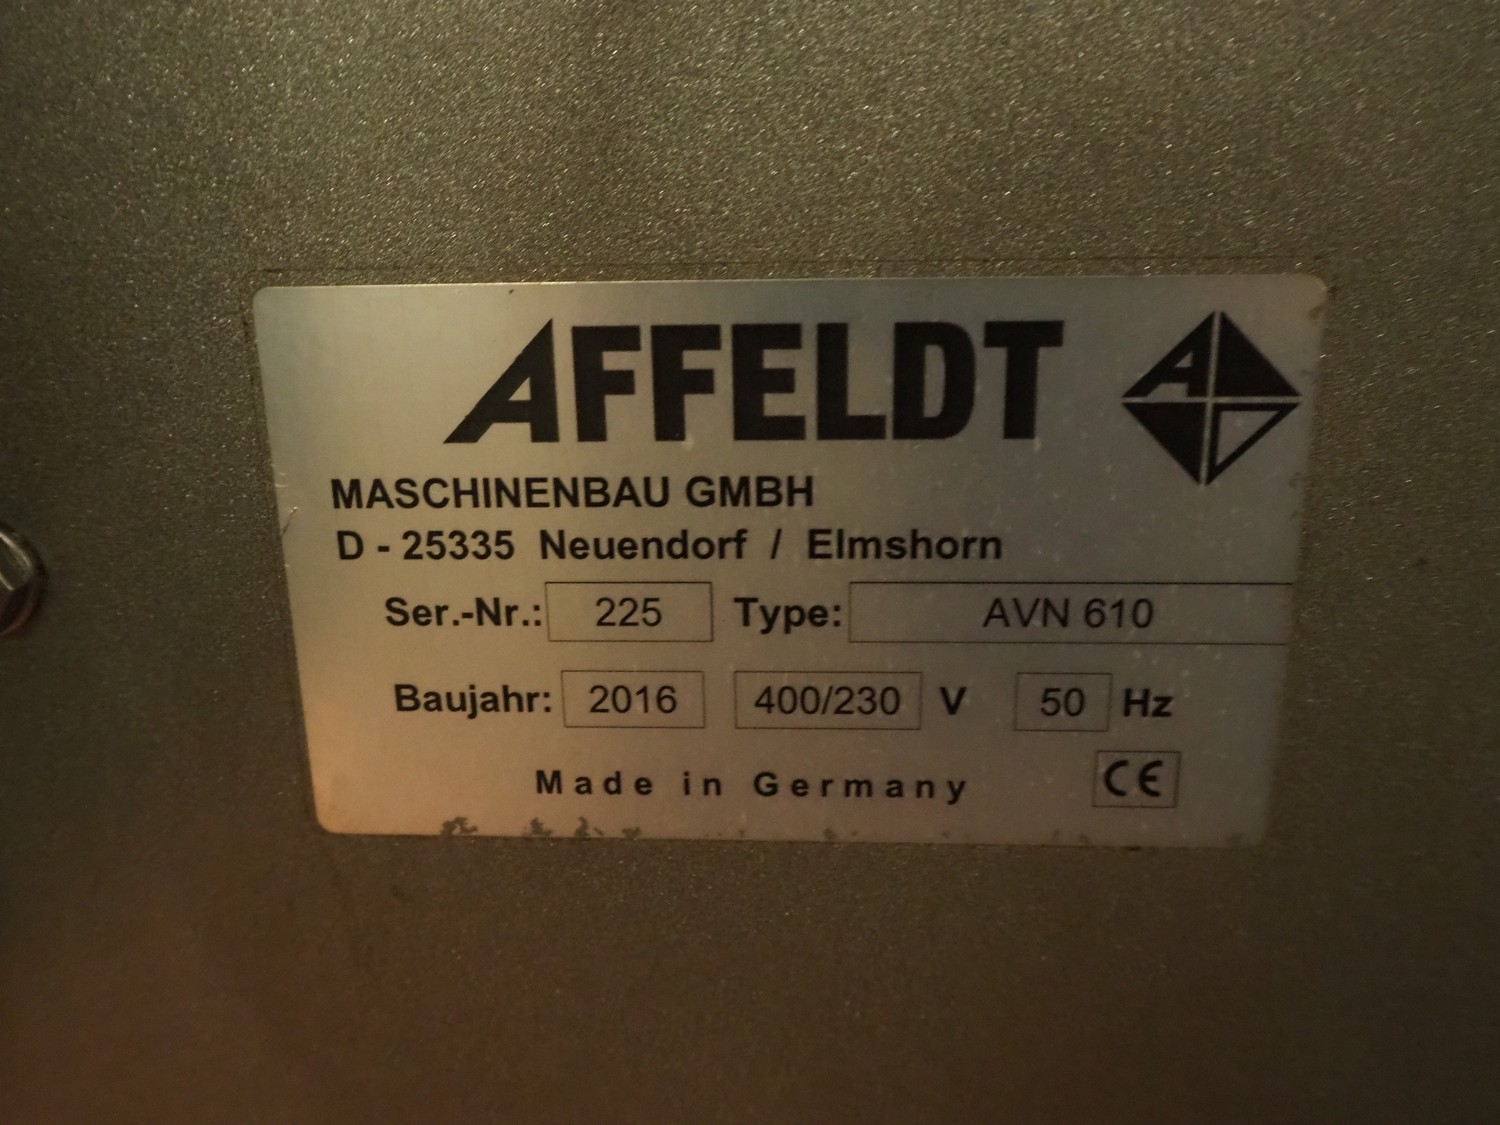 AFFELDT
A D
MASCHINENBAU GMBH
D - 25335 Neuendorf / Elmshorn
Ser.-Nr.: 225 Type: AVN 610
Baujahr: 2016 400/230 V 50 Hz
Made in Germany CE